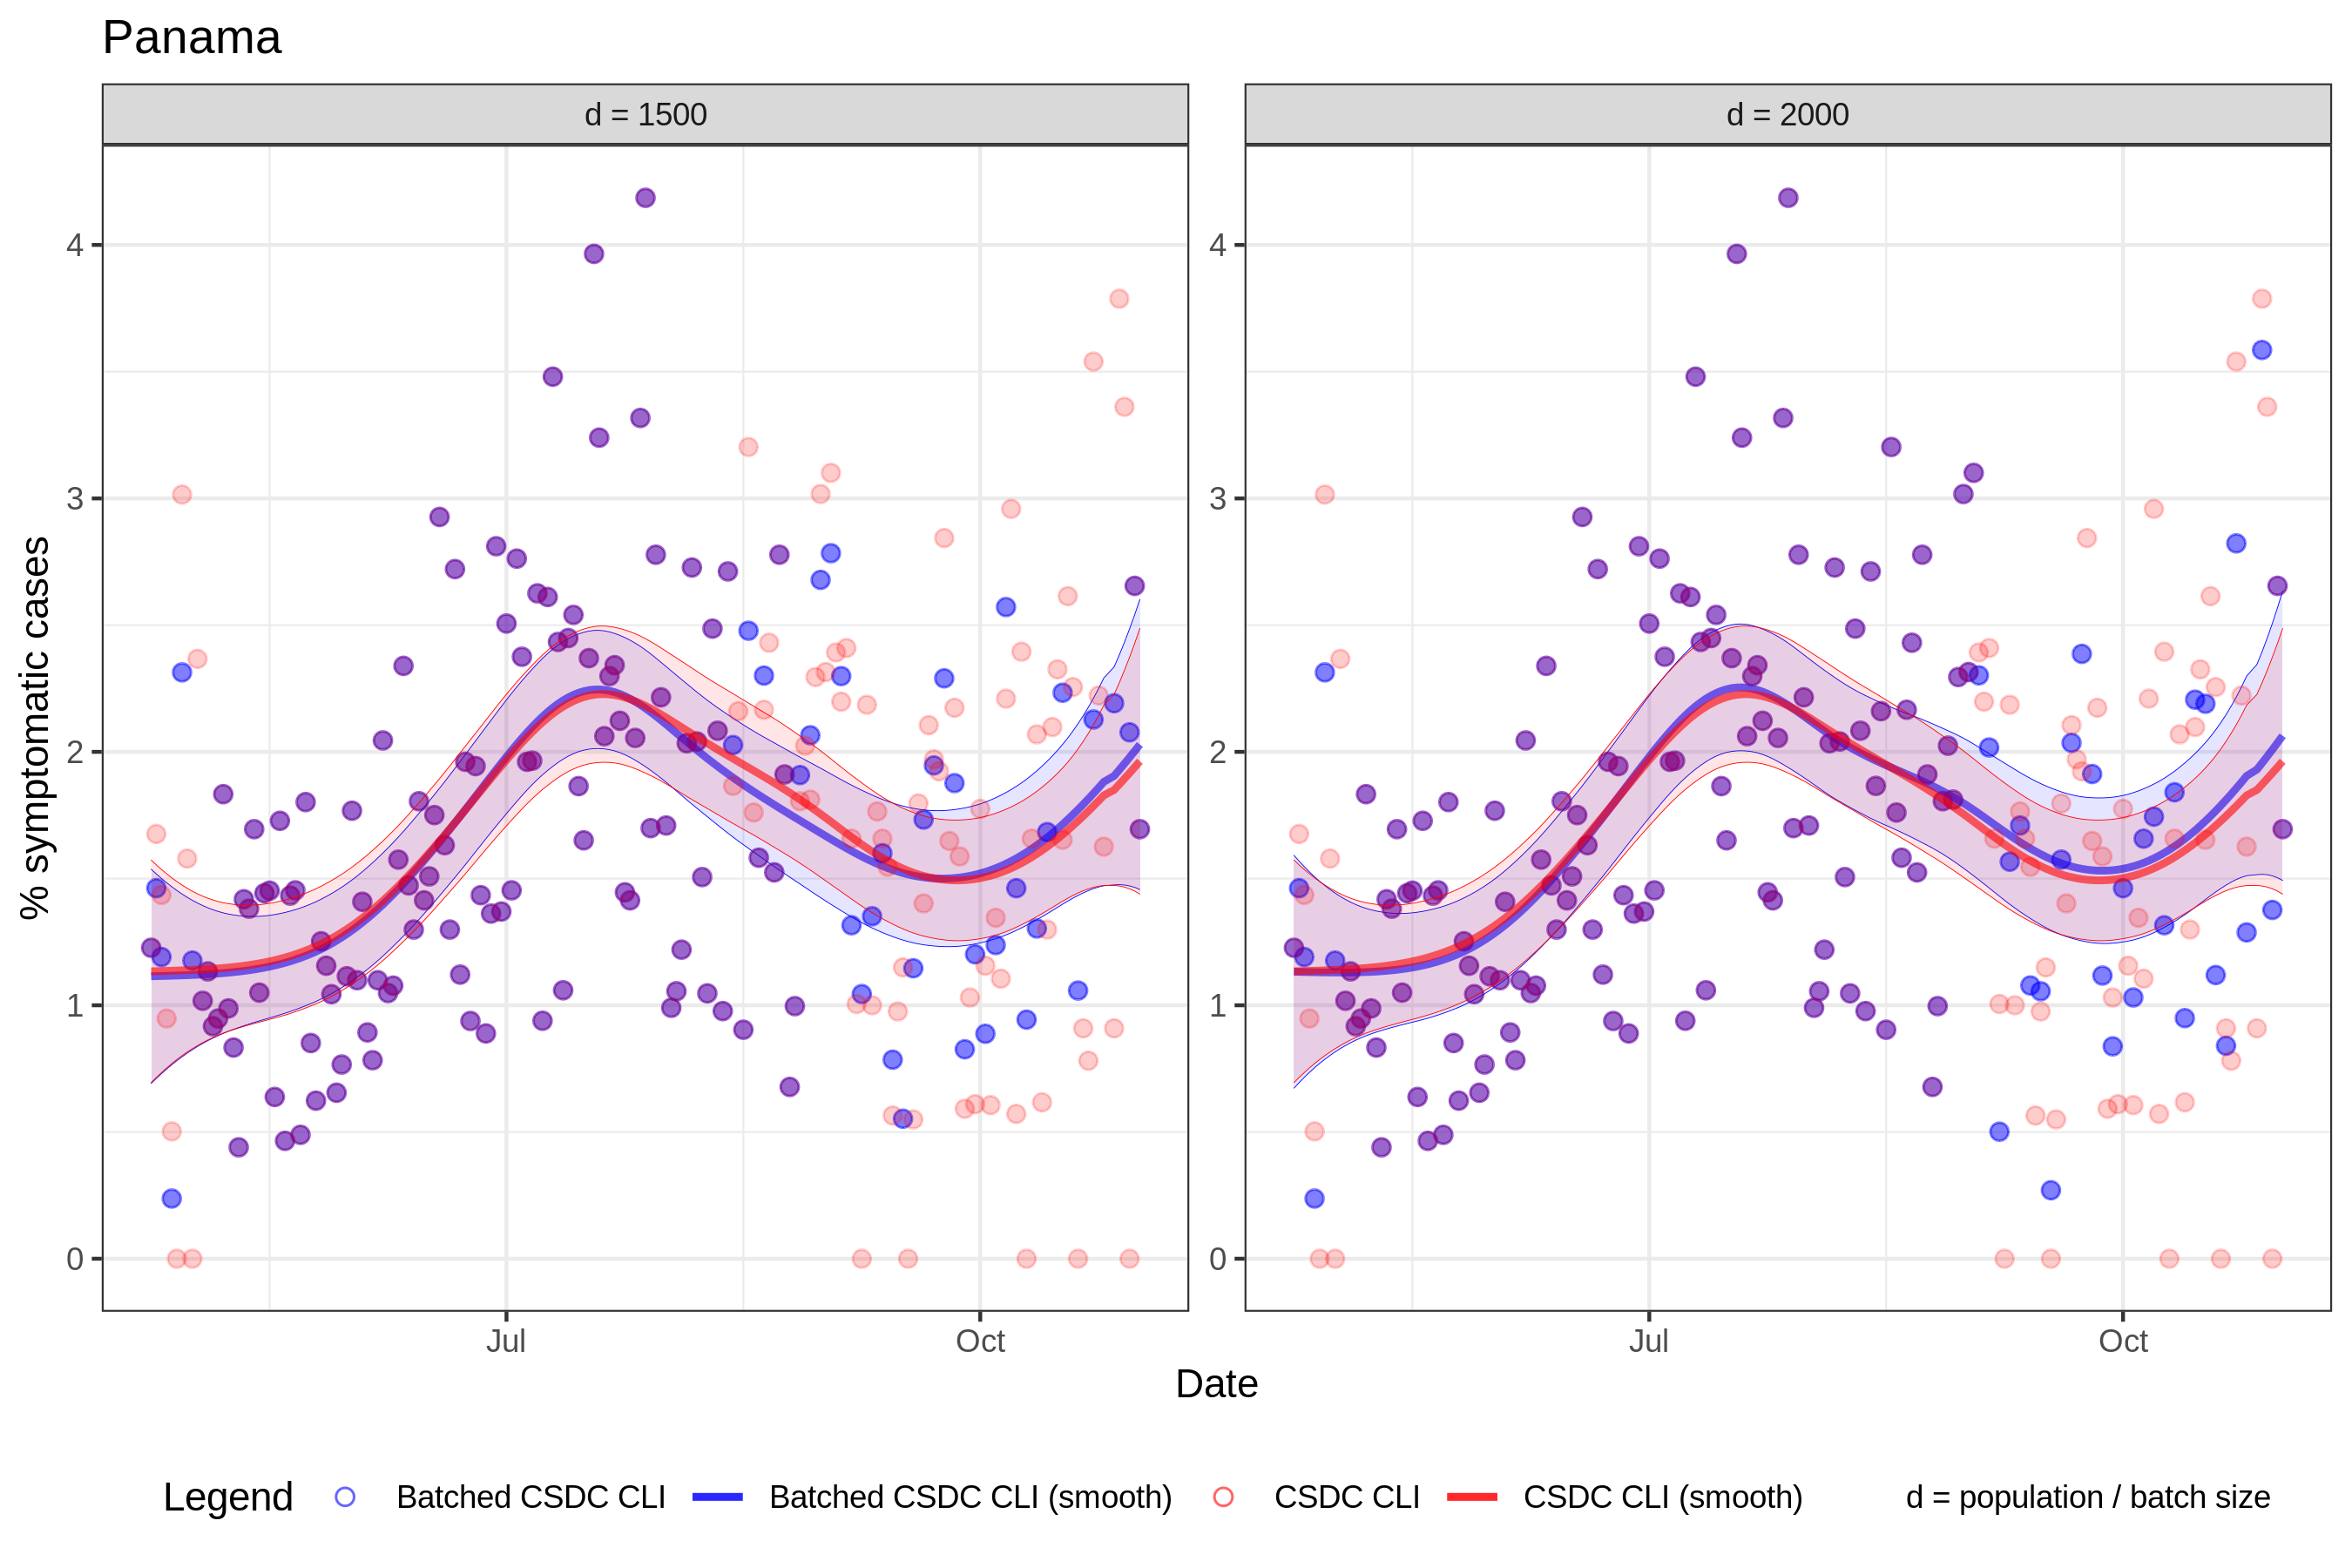 Panama
d = 1500
d = 2000
% symptomatic cases
4
3
2
1
0
4
3
2
1
0
Jul
Oct
Jul
Oct
Date
Legend
Batched CSDC CLI
Batched CSDC CLI (smooth)
CSDC CLI
CSDC CLI (smooth)
d = population / batch size